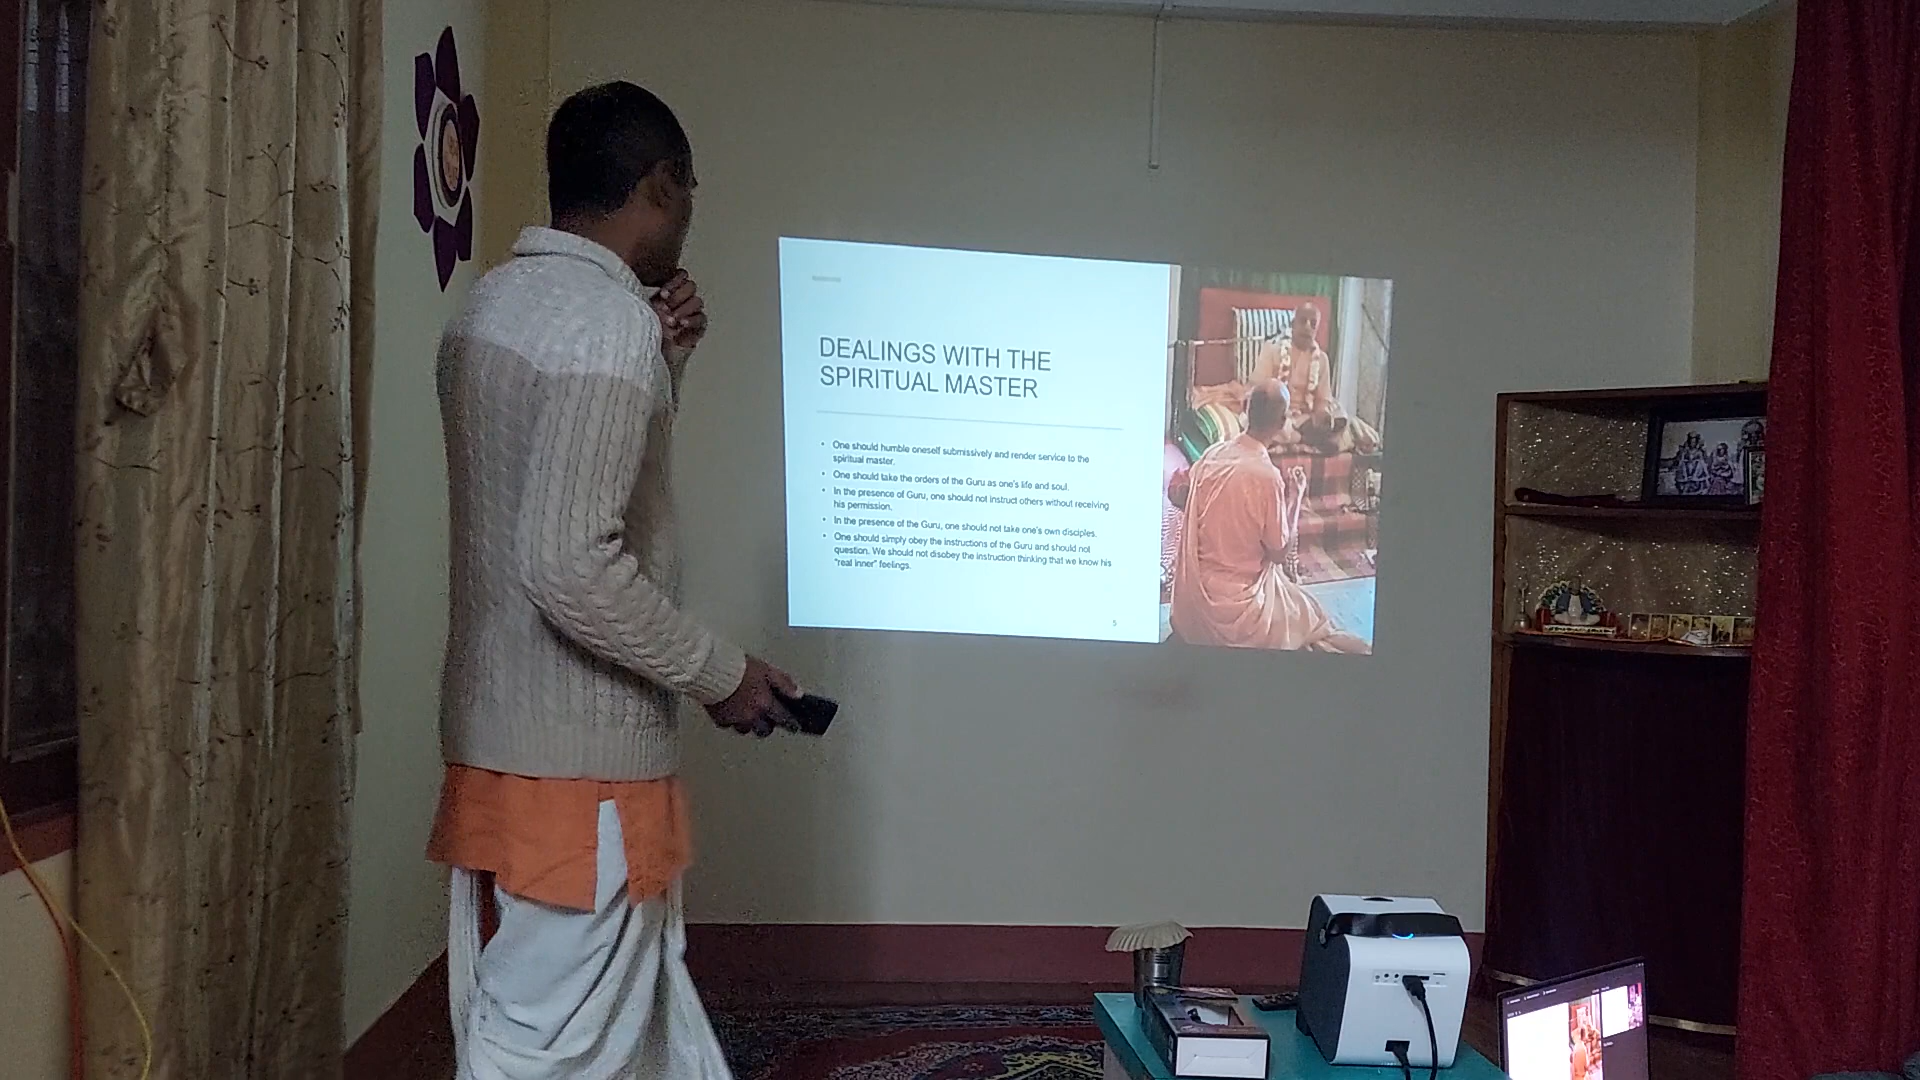 DEALINGS WITH THE
SPIRITUAL MASTER
• One should humble oneself submissively and render service to the
spiritual master.
• One should take the orders of the Guru as one's life and soul.
• In the presence of Guru, one should not instruct others without receiving
his permission.
• In the presence of the Guru, one should not take one's own disciples.
• One should simply obey the instructions of the Guru and should not
question. We should not disobey the instruction thinking that we know his
"real inner" feelings.
5